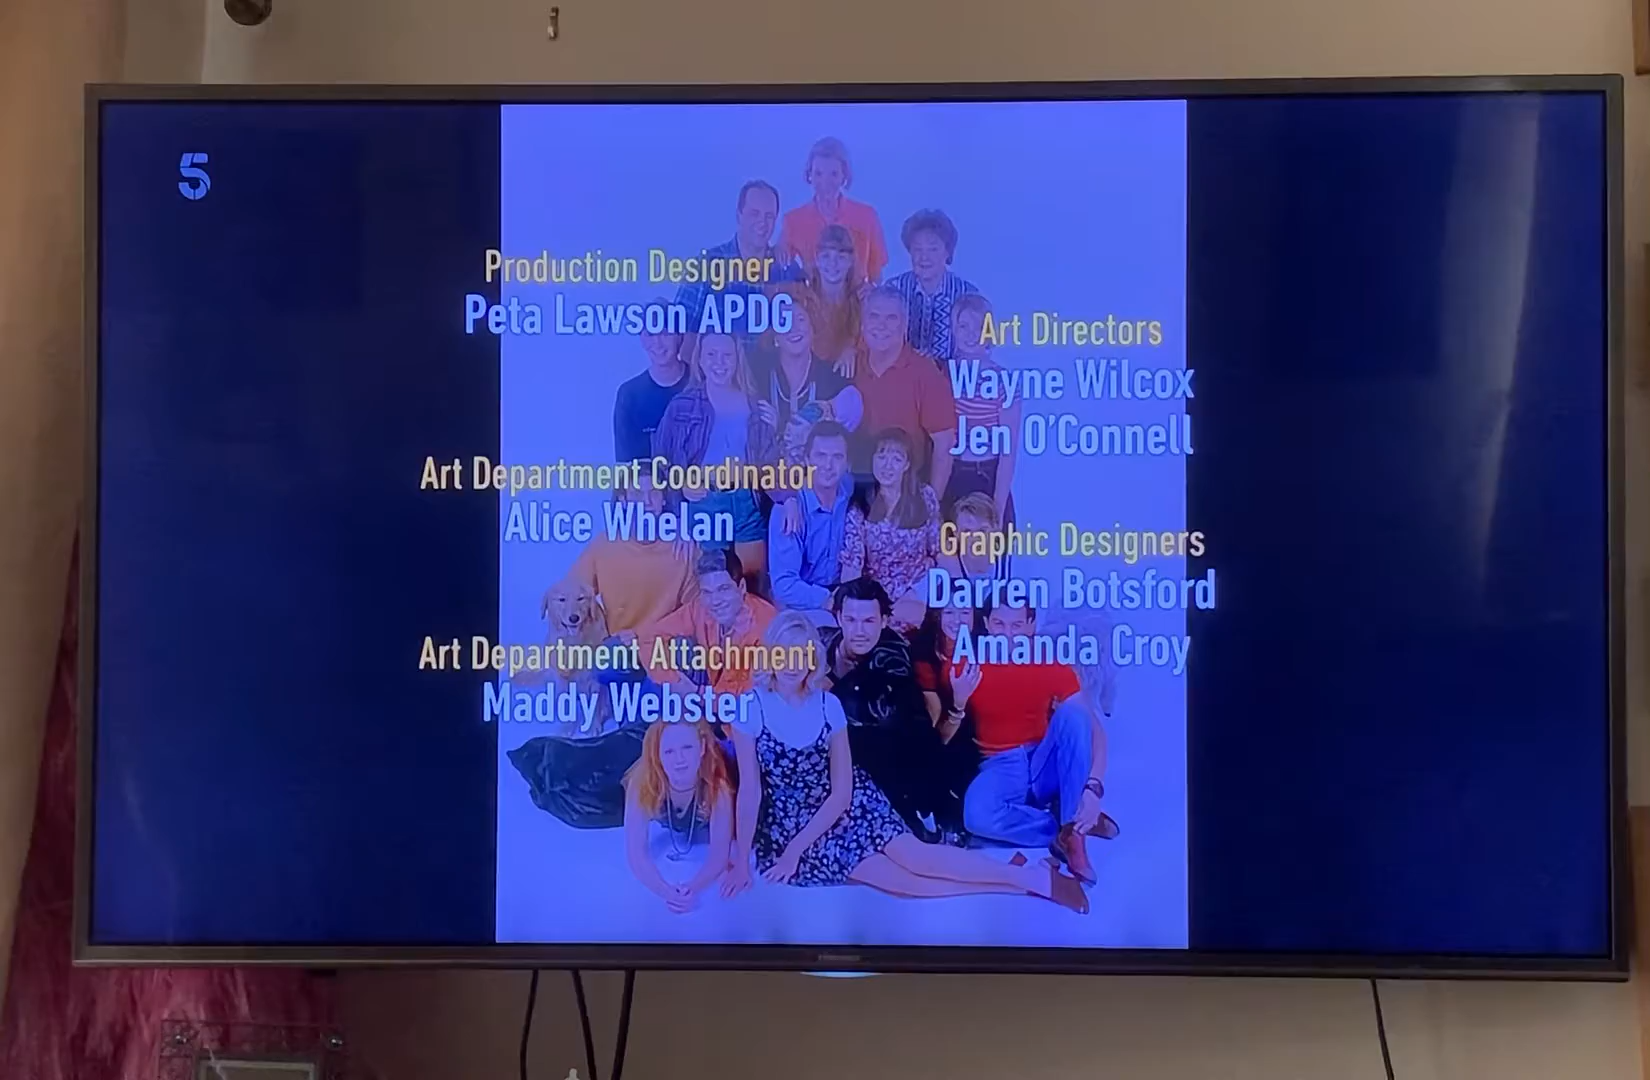 5
Production Designer
Peta Lawson APDG
Art Directors
Wayne Wilcox
Jen O'Connell
Art Department Coordinator
Alice Whelan
Graphic Designers
Darren Botsford
Amanda Croy
Art Department Attachment
Maddy Webster